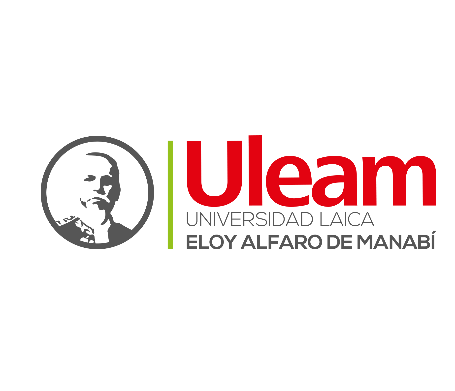 Uleam
UNIVERSIDAD LAICA
ELOY ALFARO DE MANABÍ